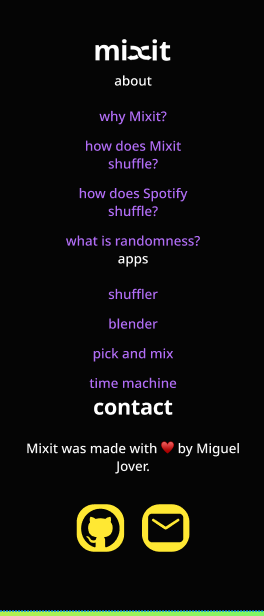 mixit
about
why Mixit?
how does Mixit
shuffle?
how does Spotify
shuffle?
what is randomness?
apps
shuffler
blender
pick and mix
time machine
contact
Mixit was made with ❤️ by Miguel
Jover.